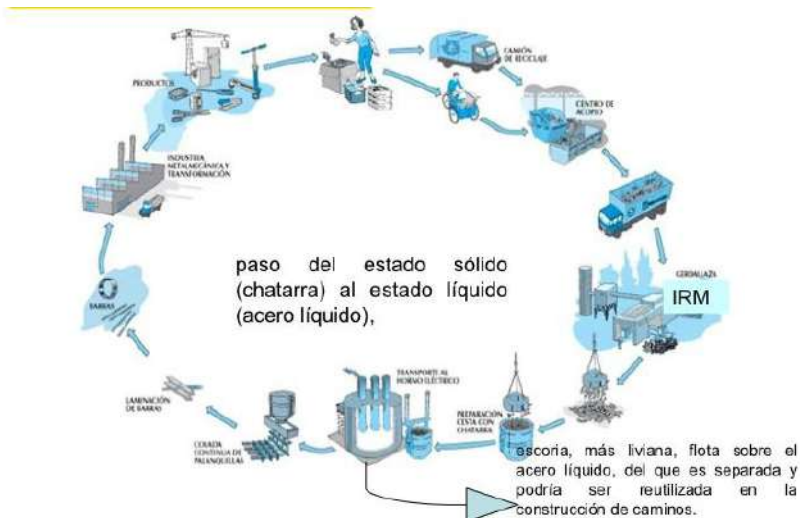 PRODUCTOS
CAMIÓN
DE RECICLAJE
CENTRO DE
ACOPIO
INDUSTRIA
METALMECÁNICA Y
TRANSFORMACIÓN
GERDAU AZA
IRM
paso del estado sólido
(chatarra) al estado líquido
(acero líquido),
BARRAS
LAMINACIÓN
DE BARRAS
COLADA
CONTINUA DE
PALANQUILLAS
TRANSPORTE AL
HORNO ELÉCTRICO
PREPARACIÓN
CESTA CON
CHATARRA
escoria, más liviana, flota sobre el
acero líquido, del que es separada y
podría ser reutilizada en la
construcción de caminos.